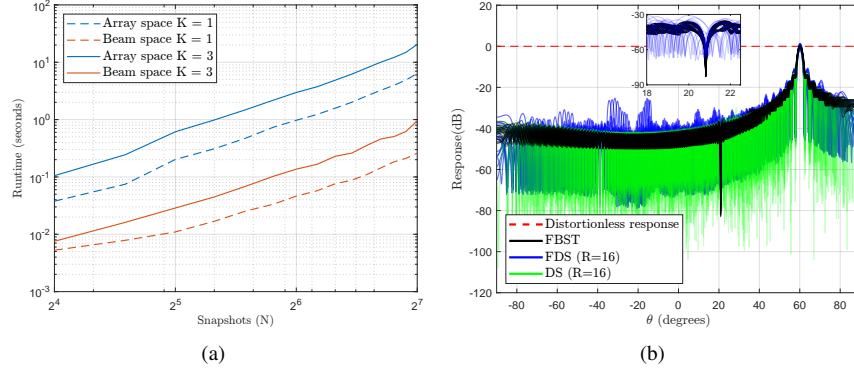 Array space K = 1
Beam space K = 1
Array space K = 3
Beam space K = 3
Runtime (seconds)
10^2
10^1
10^0
10^-1
10^-2
10^-3
2^4
2^5
2^6
2^7
Snapshots (N)
(a)
-30
-60
-80
18
20
22
Response(dB)
20
0
-20
-40
-60
-80
-100
-120
Distortionless response
FBST
FDS (R=16)
DS (R=16)
-80
-60
-40
-20
0
20
40
60
80
θ (degrees)
(b)